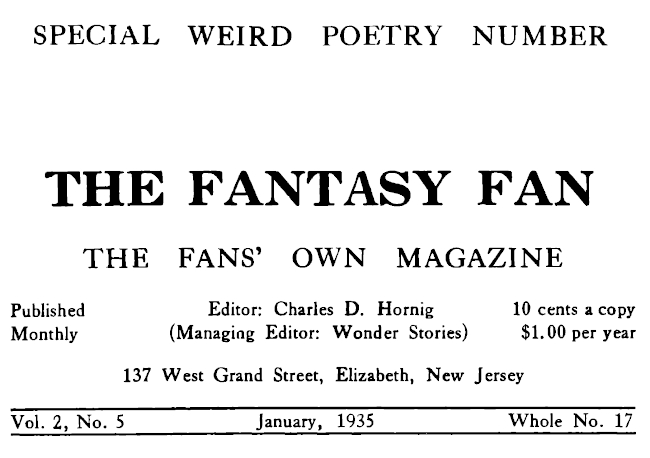 SPECIAL WEIRD POETRY NUMBER
THE FANTASY FAN
THE FANS' OWN MAGAZINE
Published Editor: Charles D. Hornig 10 cents a copy
Monthly (Managing Editor: Wonder Stories) $1.00 per year
137 West Grand Street, Elizabeth, New Jersey
Vol. 2, No. 5 January, 1935 Whole No. 17